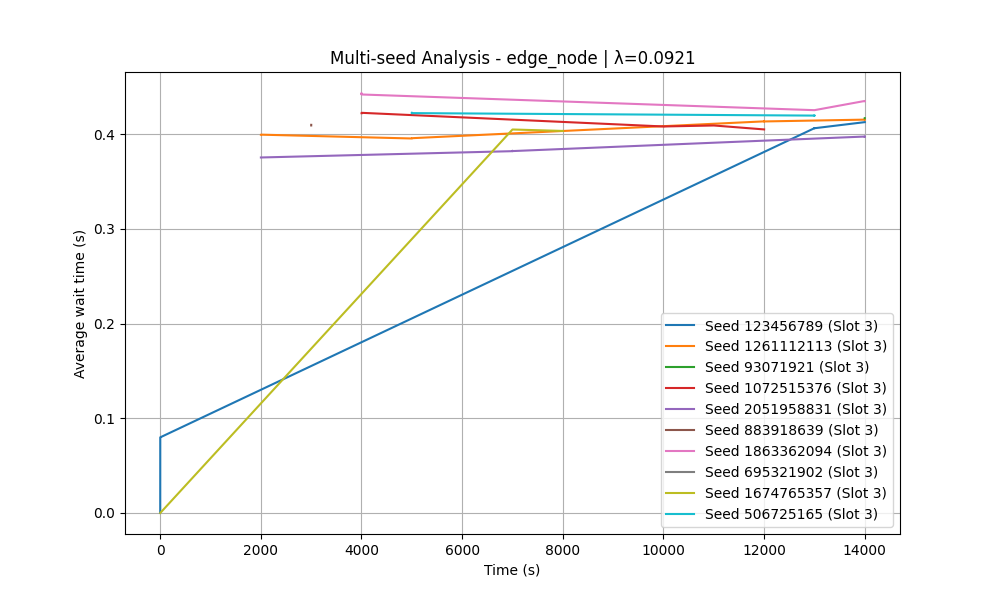 Multi-seed Analysis - edge_node | λ=0.0921
Average wait time (s)
0.4
0.3
0.2
0.1
0.0
0 2000 4000 6000 8000 10000 12000 14000
Time (s)
Seed 123456789 (Slot 3)
Seed 1261112113 (Slot 3)
Seed 93071921 (Slot 3)
Seed 1072515376 (Slot 3)
Seed 2051958831 (Slot 3)
Seed 883918639 (Slot 3)
Seed 1863362094 (Slot 3)
Seed 695321902 (Slot 3)
Seed 1674765357 (Slot 3)
Seed 506725165 (Slot 3)